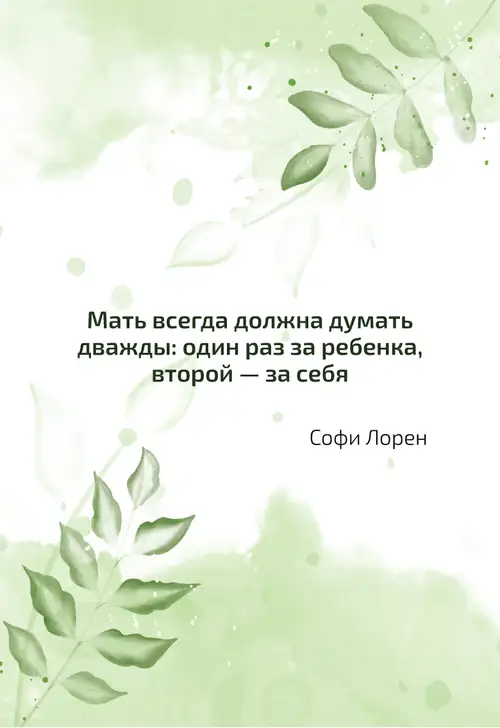 Мать всегда должна думать
дважды: один раз за ребенка,
второй — за себя
Софи Лорен